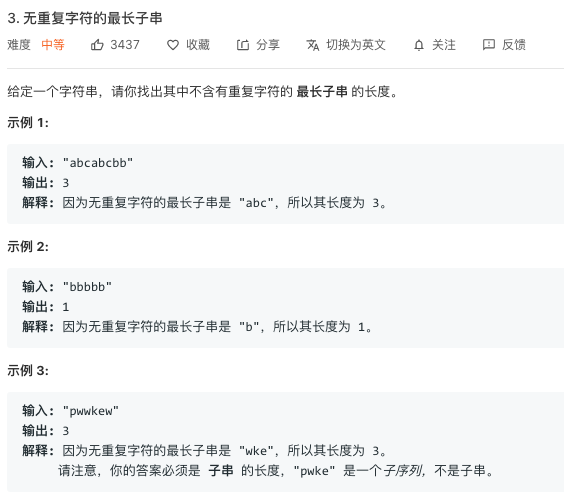 3. 无重复字符的最长子串
难度 中等 3437 收藏 分享 切换为英文 关注 反馈
给定一个字符串，请你找出其中不含有重复字符的 最长子串 的长度。
示例 1:
输入: "abcabcbb"
输出: 3
解释: 因为无重复字符的最长子串是 "abc"，所以其长度为 3。
示例 2:
输入: "bbbbb"
输出: 1
解释: 因为无重复字符的最长子串是 "b"，所以其长度为 1。
示例 3:
输入: "pwwkew"
输出: 3
解释: 因为无重复字符的最长子串是 "wke"，所以其长度为 3。
请注意，你的答案必须是 子串 的长度，"pwke" 是一个子序列，不是子串。